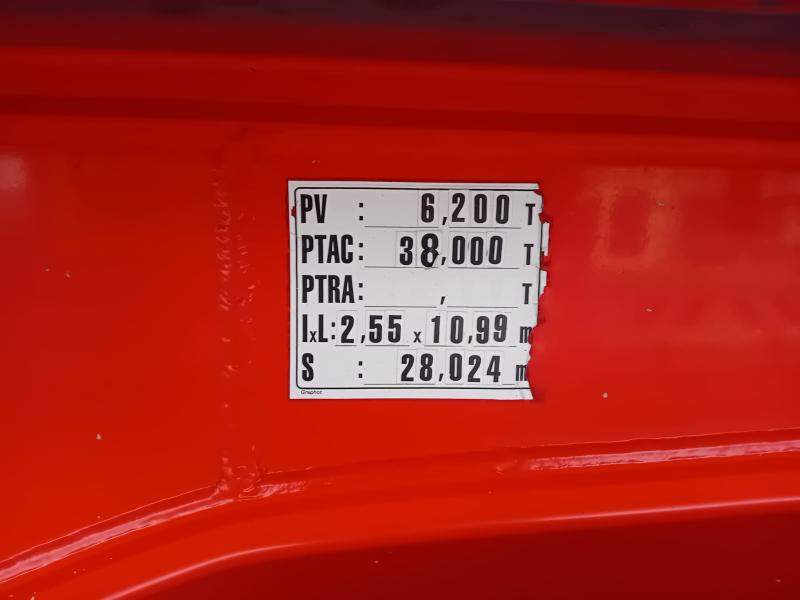 PV : 6,200 T
PTAC: 38,000 T
PTRA: , T
IxL: 2,55 x 10,99 m
S : 28,024 m
Graphot